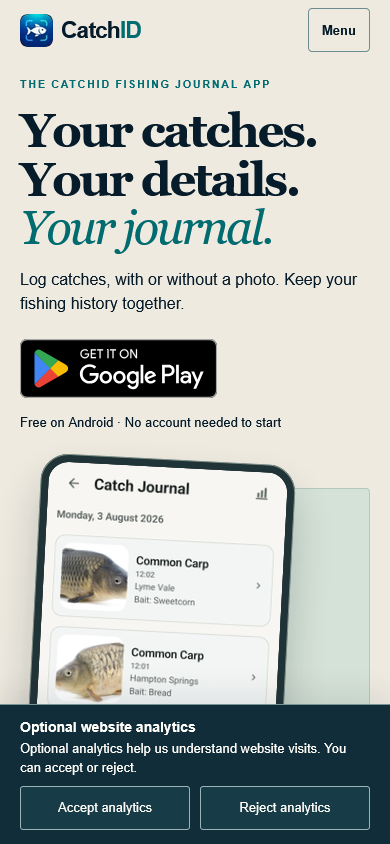 CatchID
Menu
THE CATCHID FISHING JOURNAL APP
Your catches.
Your details.
Your journal.
Log catches, with or without a photo. Keep your
fishing history together.
GET IT ON
Google Play
Free on Android · No account needed to start
Catch Journal
Monday, 3 August 2026
Common Carp
12:02
Lyme Vale
Bait: Sweetcorn
Common Carp
12:01
Hampton Springs
Bait: Bread
Optional website analytics
Optional analytics help us understand website visits. You
can accept or reject.
Accept analytics
Reject analytics